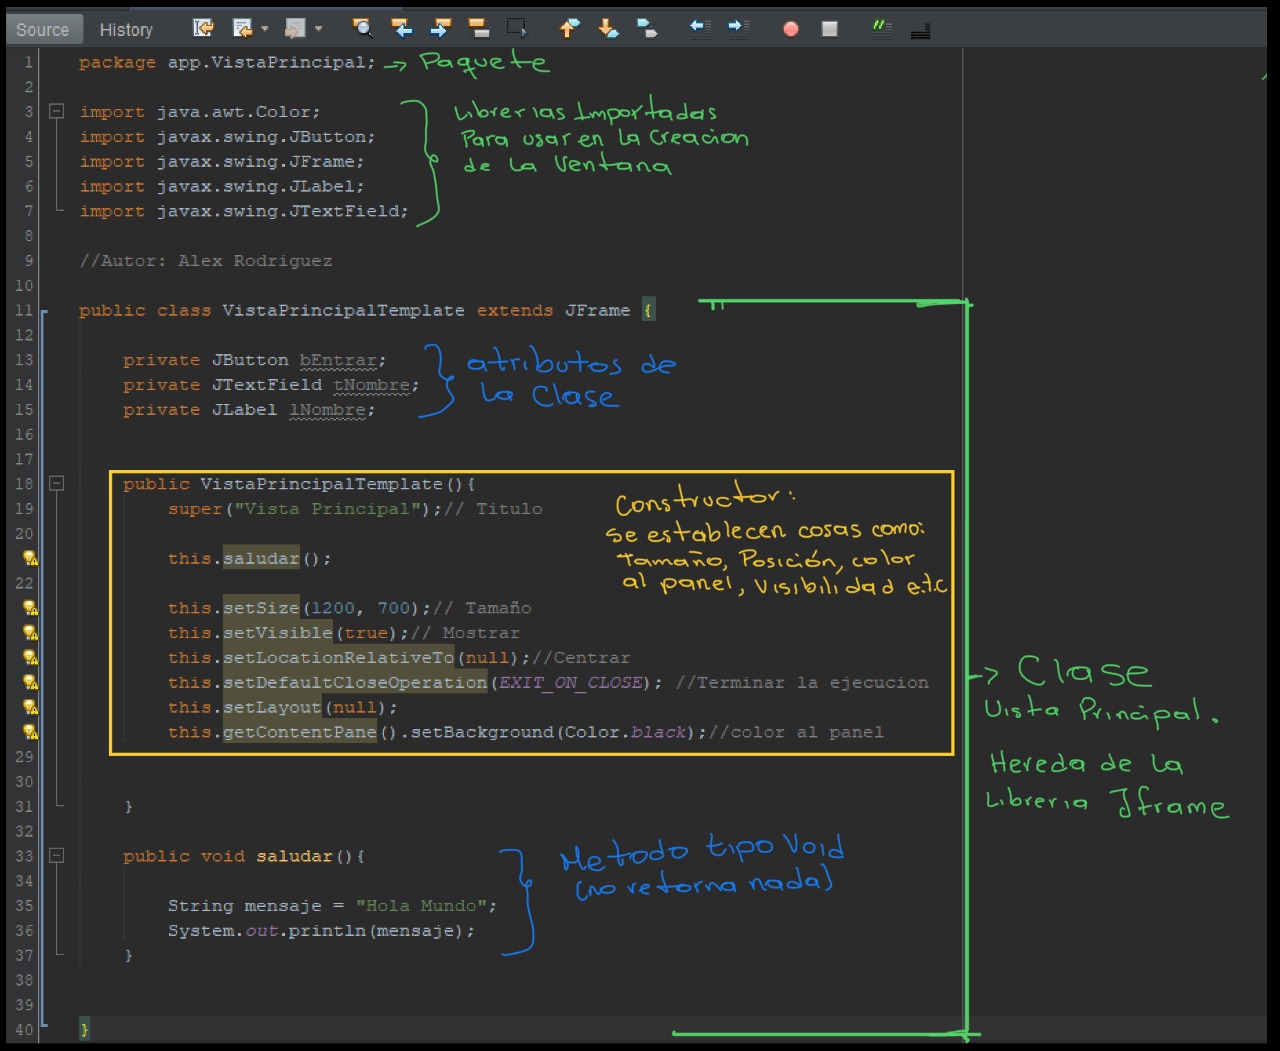 Source History
1 package app.VistaPrincipal; → Paquete
2
3 import java.awt.Color; Librerias Importadas
4 import javax.swing.JButton; Para usar en la Creacion
5 import javax.swing.JFrame; de La Ventana
6 import javax.swing.JLabel;
7 import javax.swing.JTextField;
8
9 //Autor: Alex Rodriguez
10
11 public class VistaPrincipalTemplate extends JFrame {
12
13 private JButton bEntrar; atributos de
14 private JTextField tNombre; la Clase
15 private JLabel lNombre;
16
17
18 public VistaPrincipalTemplate(){ Constructor:
19 super("Vista Principal");// Titulo
20 se establecen cosas como:
this.saludar(); Tamaño, Posición, color
22 al panel, Visibilidad e.t.c
this.setSize(1200, 700);// Tamaño
this.setVisible(true);// Mostrar
this.setLocationRelativeTo(null);//Centrar
this.setDefaultCloseOperation(EXIT_ON_CLOSE); //Terminar la ejecucion
this.setLayout(null);
this.getContentPane().setBackground(Color.black);//color al panel
→ Clase
Vista Principal.
Hereda de la
Libreria Jframe
29
30
31 }
32
33 public void saludar(){ Metodo tipo Void
34 (no retorna nada)
35 String mensaje = "Hola Mundo";
36 System.out.println(mensaje);
37 }
38
39
40 }